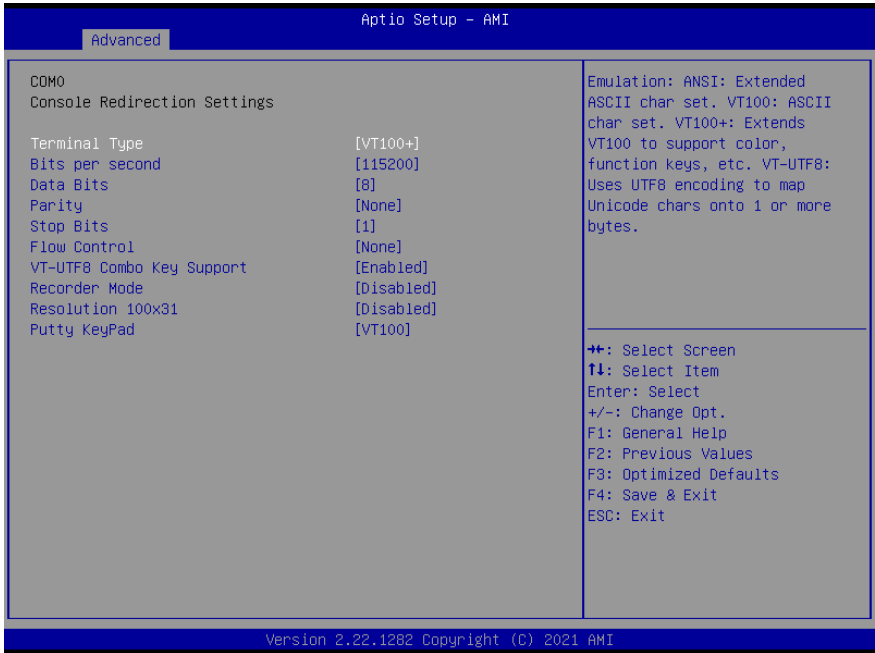 Aptio Setup - AMI
Advanced
COM0
Console Redirection Settings
Terminal Type [VT100+]
Bits per second [115200]
Data Bits [8]
Parity [None]
Stop Bits [1]
Flow Control [None]
VT-UTF8 Combo Key Support [Enabled]
Recorder Mode [Disabled]
Resolution 100x31 [Disabled]
Putty KeyPad [VT100]
Emulation: ANSI: Extended
ASCII char set. VT100: ASCII
char set. VT100+: Extends
VT100 to support color,
function keys, etc. VT-UTF8:
Uses UTF8 encoding to map
Unicode chars onto 1 or more
bytes.
→←: Select Screen
↑↓: Select Item
Enter: Select
+/-: Change Opt.
F1: General Help
F2: Previous Values
F3: Optimized Defaults
F4: Save & Exit
ESC: Exit
Version 2.22.1282 Copyright (C) 2021 AMI